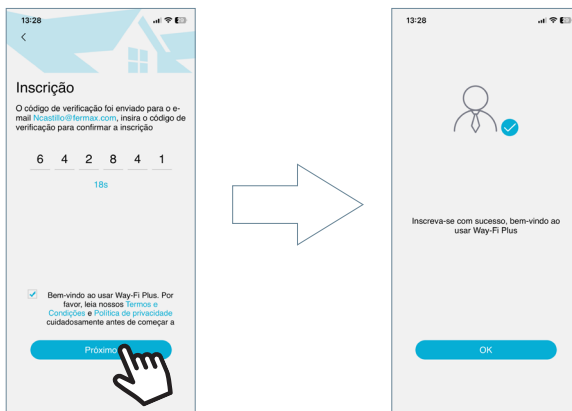 13:28
Inscrição
O código de verificação foi enviado para o e-
mail Ncastillo@fermax.com, insira o código de
verificação para confirmar a inscrição
6 4 2 8 4 1
18s
Bem-vindo ao usar Way-Fi Plus. Por
favor, leia nossos Termos e
Condições e Política de privacidade
cuidadosamente antes de começar a
Próximo
13:28
Inscreva-se com sucesso, bem-vindo ao
usar Way-Fi Plus
OK